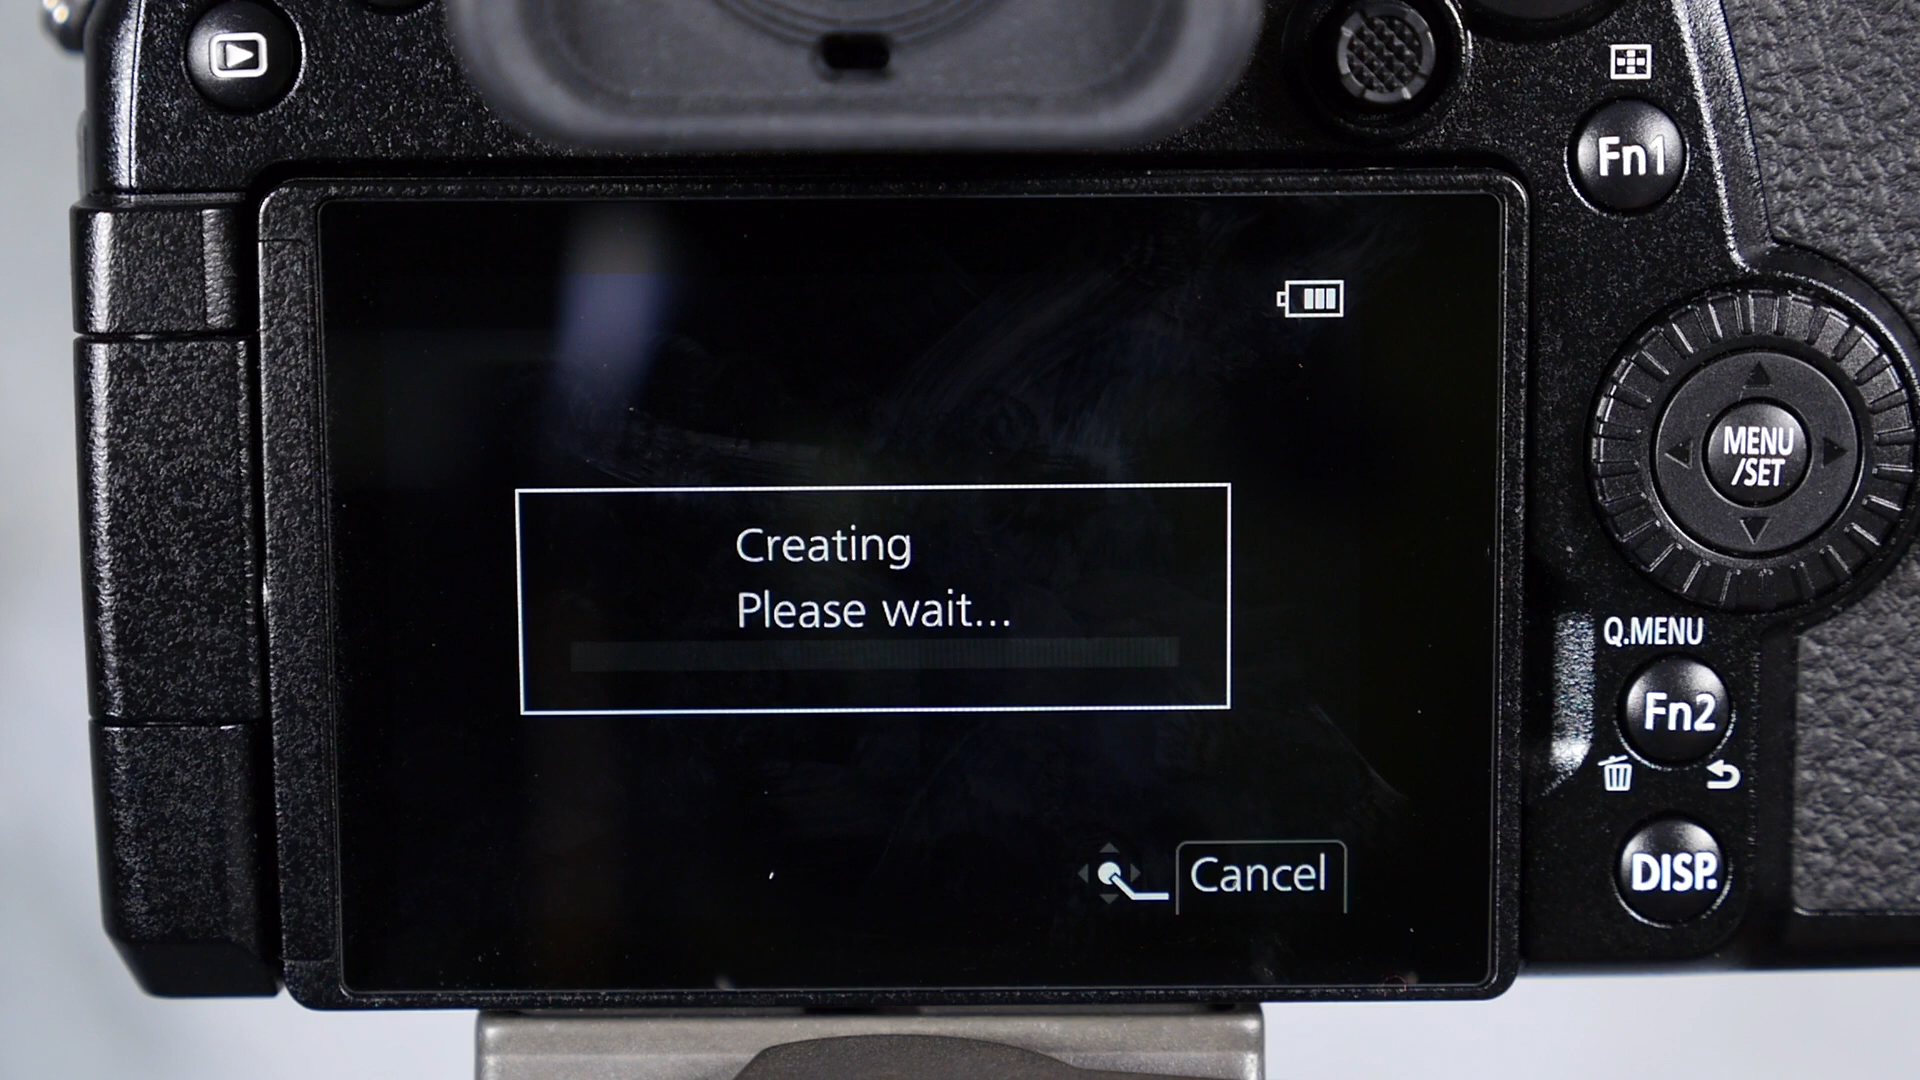 Fn1
Creating
Please wait...
MENU
/SET
Q.MENU
Fn2
Cancel
DISP.